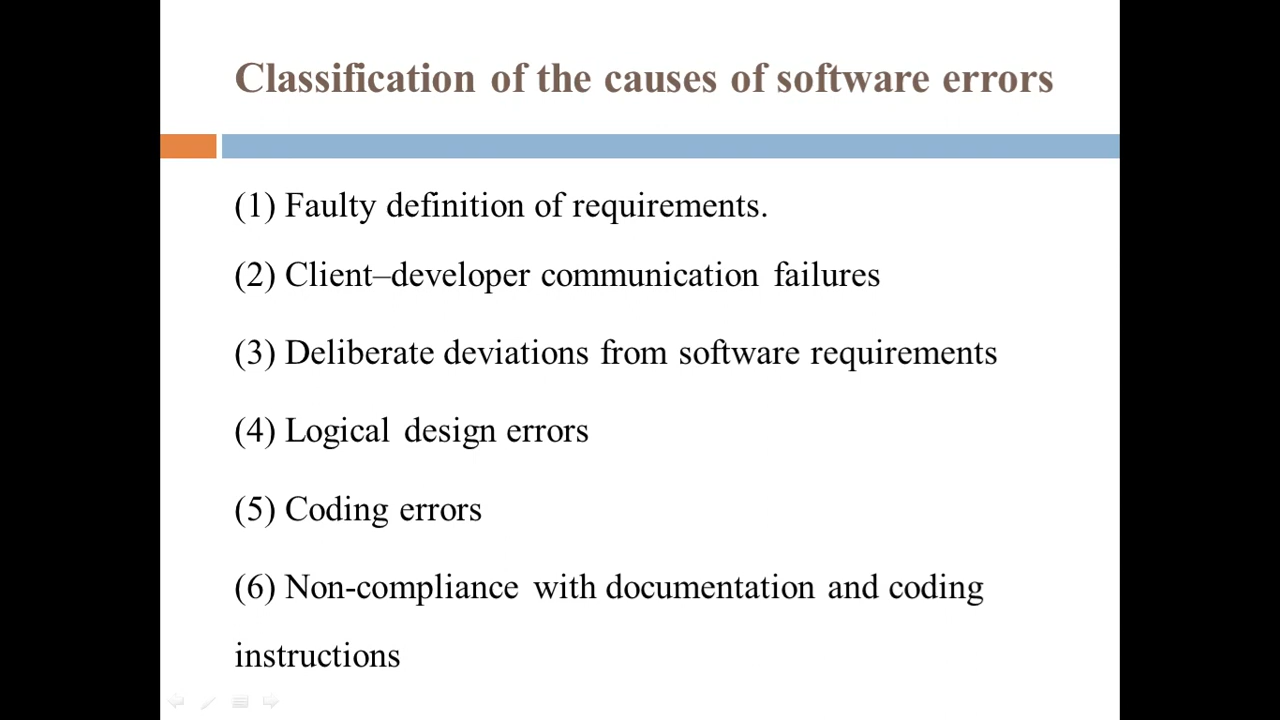 Classification of the causes of software errors
(1) Faulty definition of requirements.
(2) Client–developer communication failures
(3) Deliberate deviations from software requirements
(4) Logical design errors
(5) Coding errors
(6) Non-compliance with documentation and coding
instructions